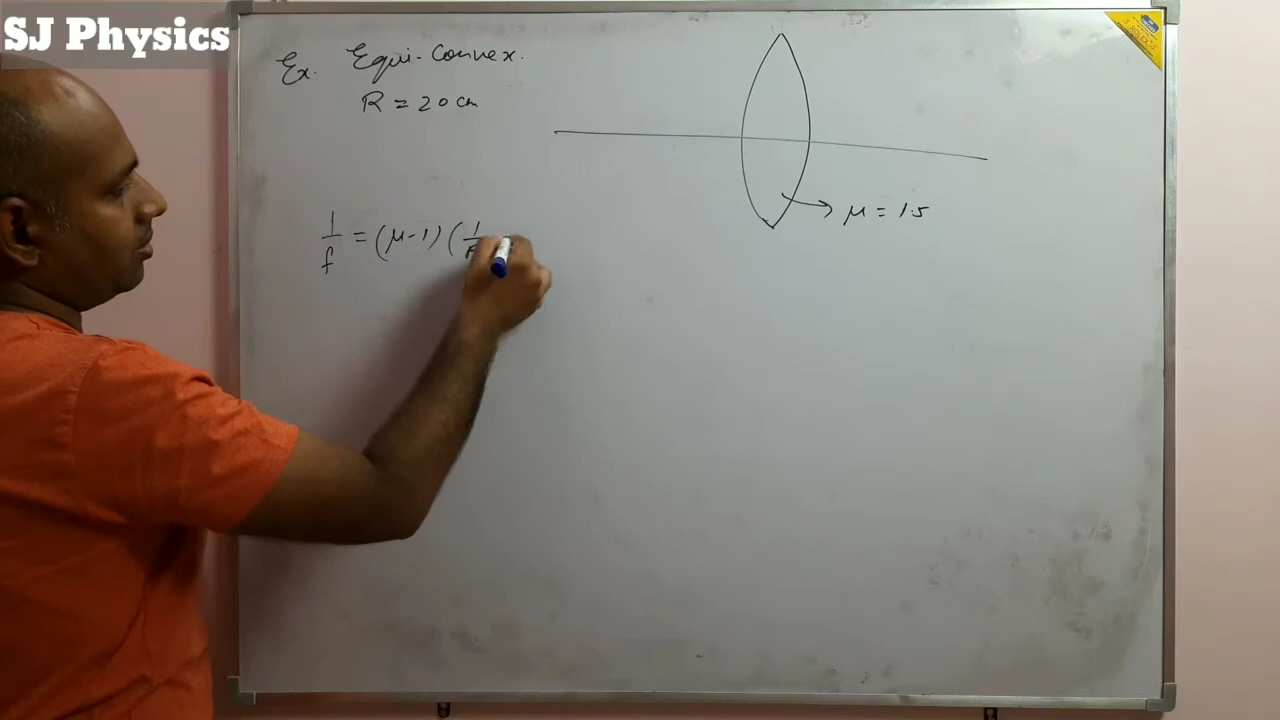 SJ Physics
Ex. Equi-Convex.
R = 20 cm
μ = 1.5
1/f = (μ-1) (1/